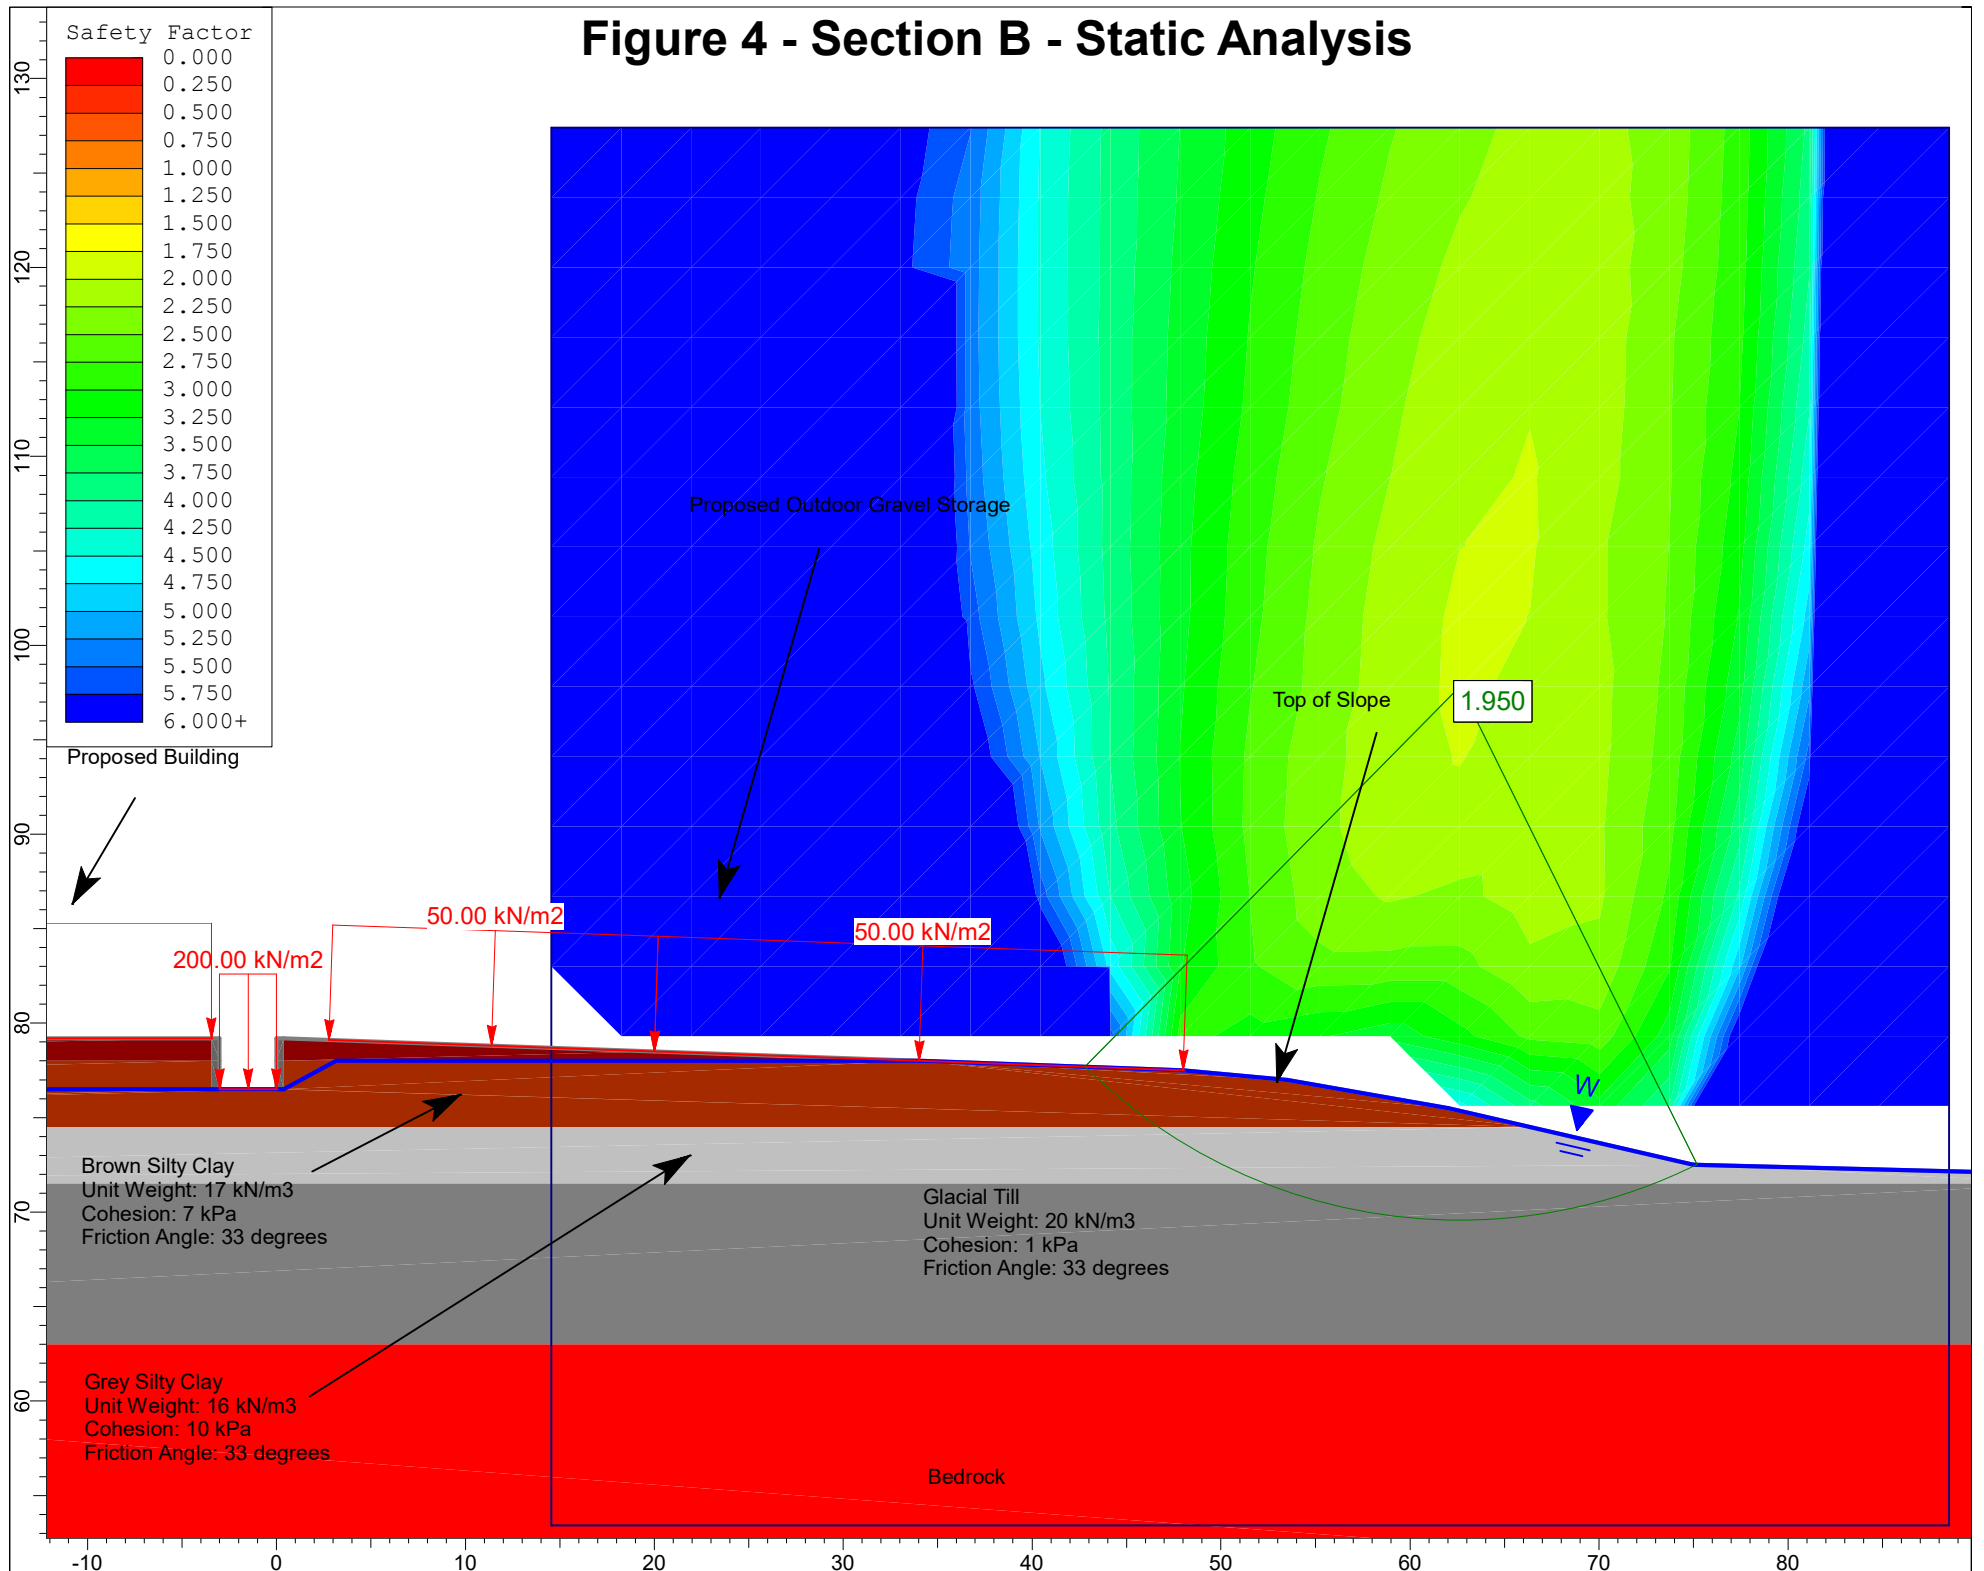 Figure 4 - Section B - Static Analysis
Safety Factor
0.000
0.250
0.500
0.750
1.000
1.250
1.500
1.750
2.000
2.250
2.500
2.750
3.000
3.250
3.500
3.750
4.000
4.250
4.500
4.750
5.000
5.250
5.500
5.750
6.000+
130
120
110
100
90
80
70
60
Proposed Outdoor Gravel Storage
Top of Slope
1.950
Proposed Building
50.00 kN/m2
50.00 kN/m2
200.00 kN/m2
W
Brown Silty Clay
Unit Weight: 17 kN/m3
Cohesion: 7 kPa
Friction Angle: 33 degrees
Glacial Till
Unit Weight: 20 kN/m3
Cohesion: 1 kPa
Friction Angle: 33 degrees
Grey Silty Clay
Unit Weight: 16 kN/m3
Cohesion: 10 kPa
Friction Angle: 33 degrees
Bedrock
-10 0 10 20 30 40 50 60 70 80